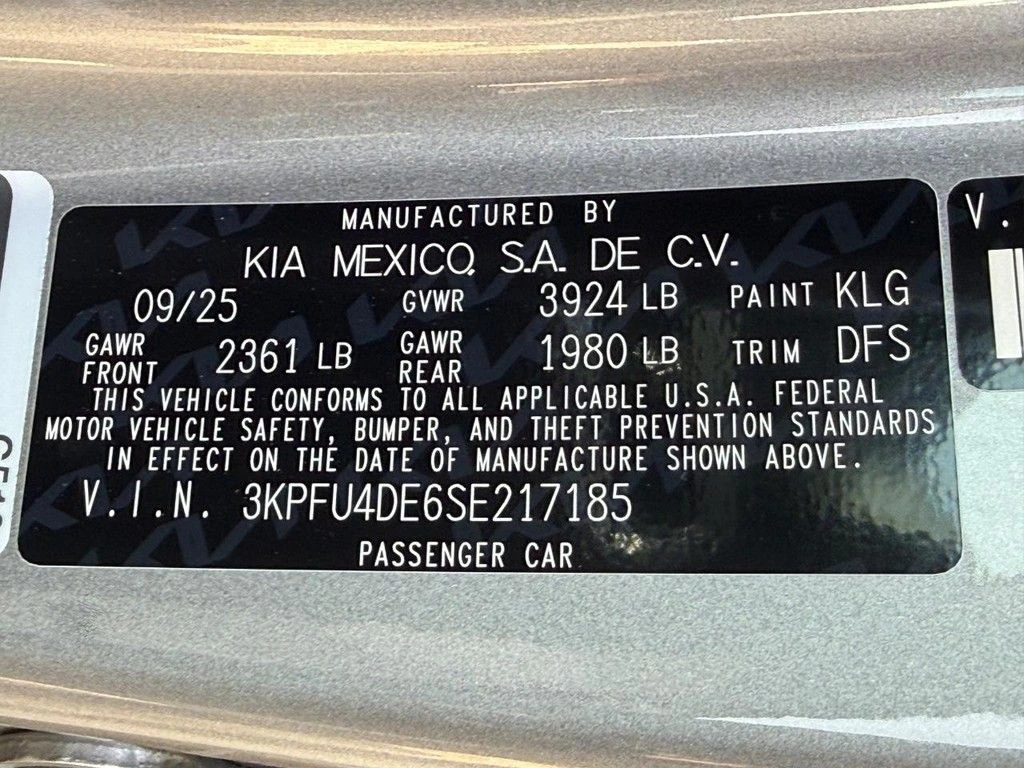 MANUFACTURED BY
KIA MEXICO, S.A. DE C.V.
09/25 GVWR 3924 LB PAINT KLG
GAWR FRONT 2361 LB GAWR REAR 1980 LB TRIM DFS
THIS VEHICLE CONFORMS TO ALL APPLICABLE U.S.A. FEDERAL
MOTOR VEHICLE SAFETY, BUMPER, AND THEFT PREVENTION STANDARDS
IN EFFECT ON THE DATE OF MANUFACTURE SHOWN ABOVE.
V.I.N. 3KPFU4DE6SE217185
PASSENGER CAR
V.